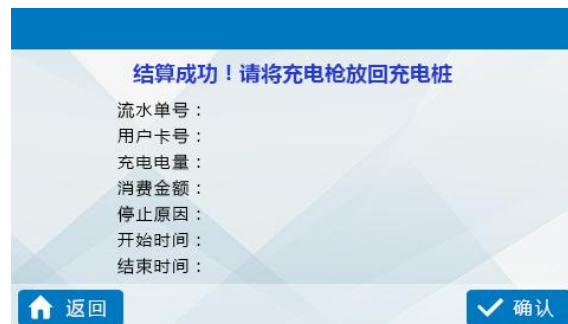 结算成功！请将充电枪放回充电桩
流水单号：
用户卡号：
充电电量：
消费金额：
停止原因：
开始时间：
结束时间：
返回
确认